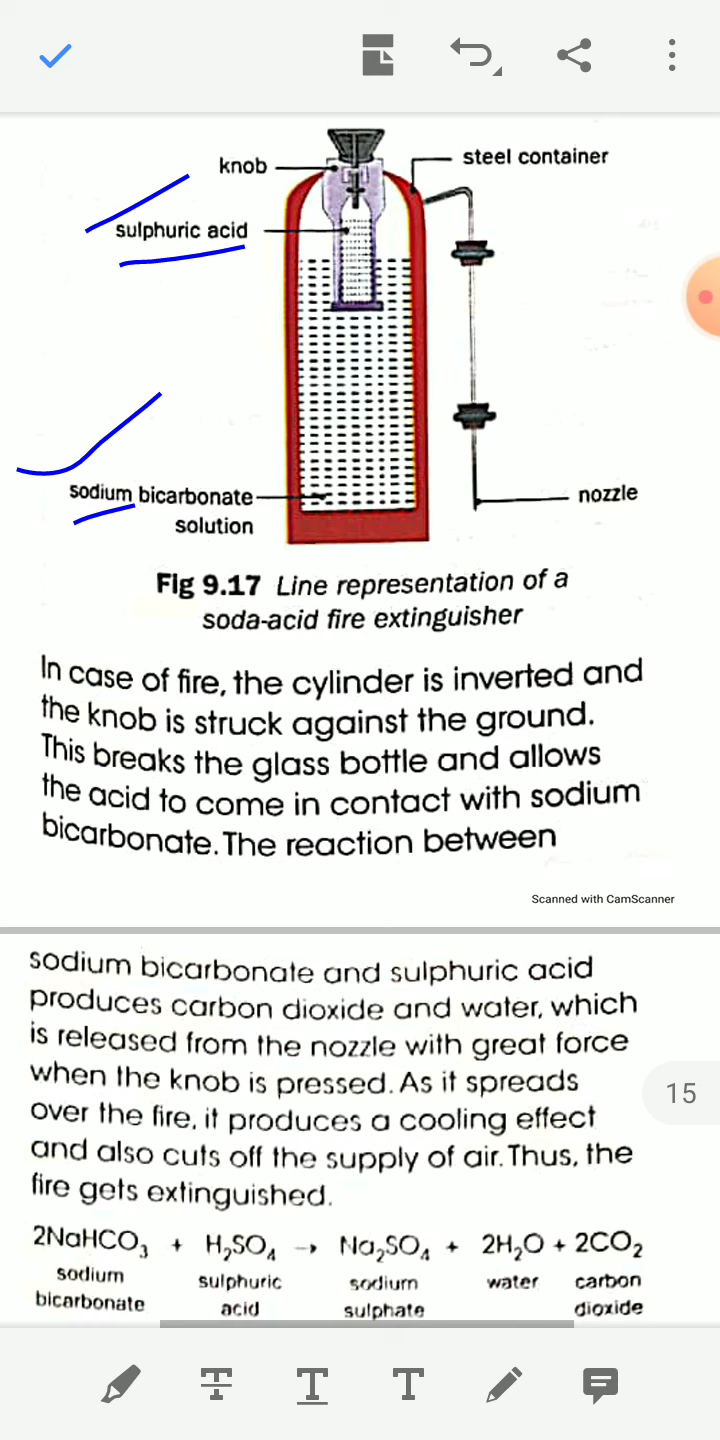 knob
steel container
sulphuric acid
sodium bicarbonate
solution
nozzle
Fig 9.17 Line representation of a
soda-acid fire extinguisher
In case of fire, the cylinder is inverted and
the knob is struck against the ground.
This breaks the glass bottle and allows
the acid to come in contact with sodium
bicarbonate. The reaction between
Scanned with CamScanner
sodium bicarbonate and sulphuric acid
produces carbon dioxide and water, which
is released from the nozzle with great force
when the knob is pressed. As it spreads
over the fire, it produces a cooling effect
and also cuts off the supply of air. Thus, the
fire gets extinguished.
15
2NaHCO₃ + H₂SO₄ → Na₂SO₄ + 2H₂O + 2CO₂
sodium sulphuric sodium water carbon
bicarbonate acid sulphate dioxide
T T T